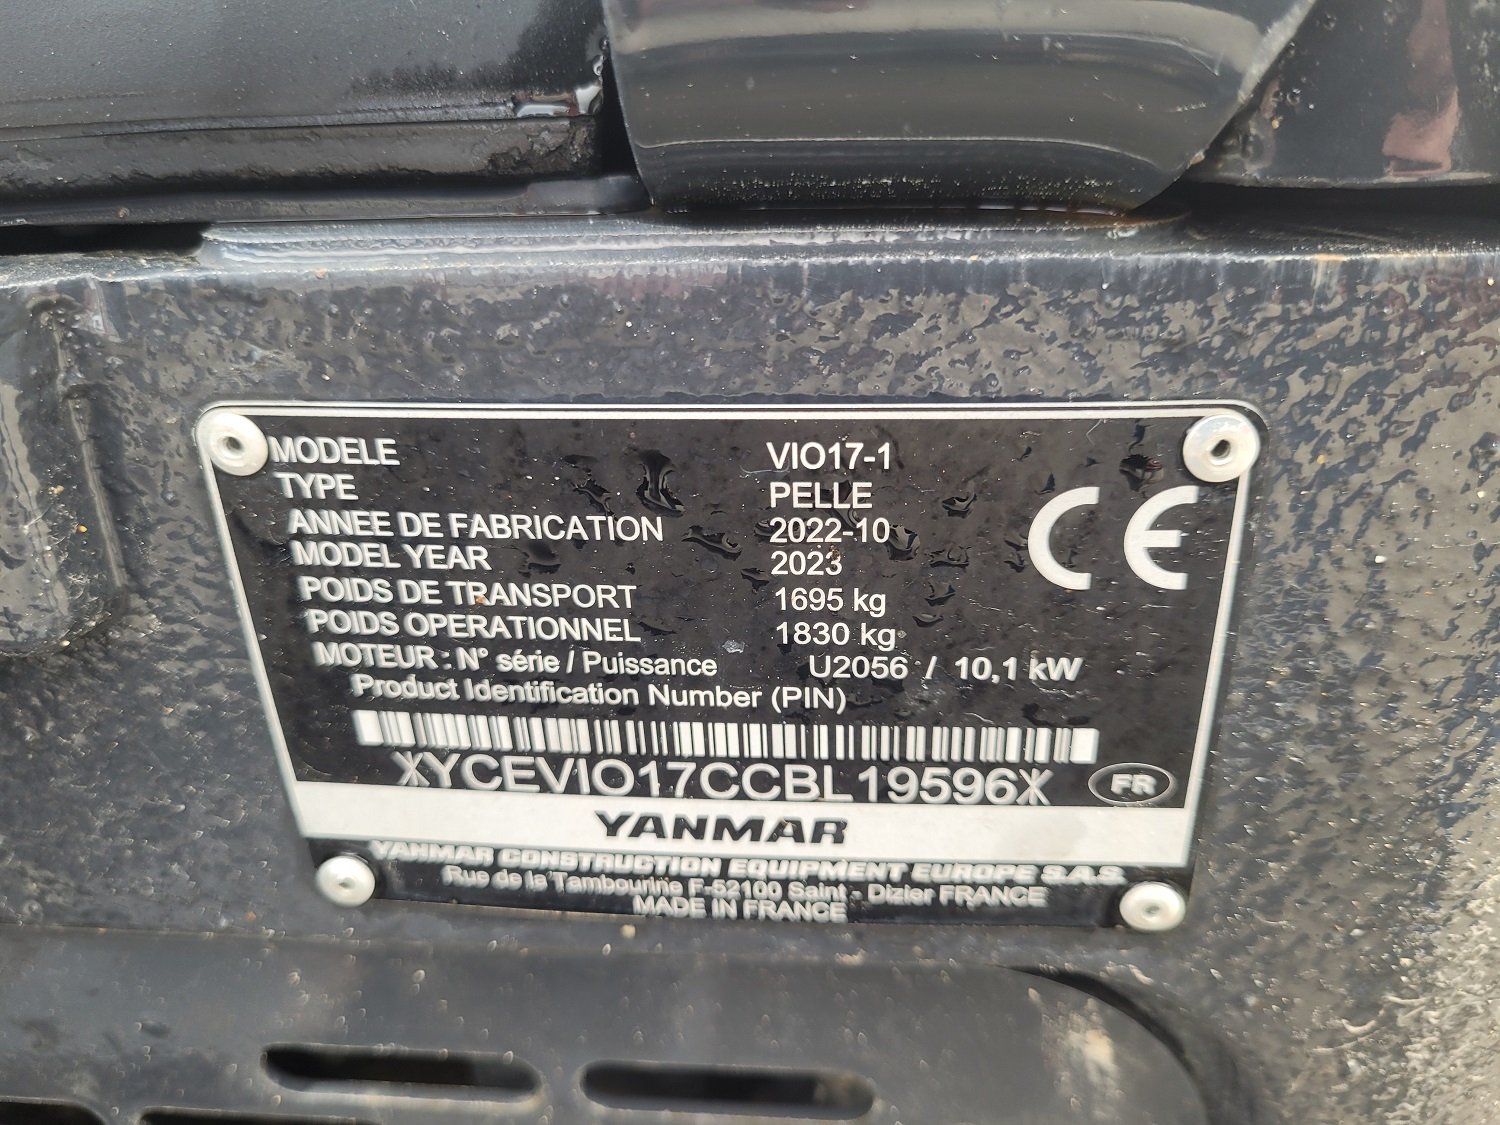 MODELE VIO17-1
TYPE PELLE
ANNEE DE FABRICATION 2022-10
MODEL YEAR 2023
POIDS DE TRANSPORT 1695 kg
POIDS OPERATIONNEL 1830 kg
MOTEUR : N° série / Puissance U2056 / 10,1 kW
Product Identification Number (PIN)
XYCEVIO17CCBL19596X
FR
CE
YANMAR
YANMAR CONSTRUCTION EQUIPMENT EUROPE S.A.S.
Rue de la Tambourine F-52100 Saint - Dizier FRANCE
MADE IN FRANCE